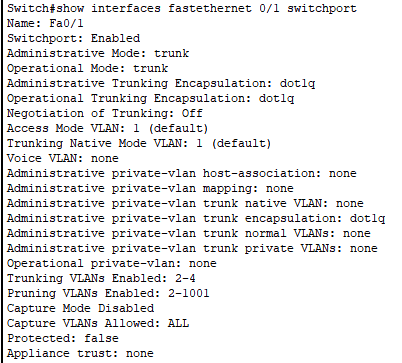 Switch#show interfaces fastethernet 0/1 switchport
Name: Fa0/1
Switchport: Enabled
Administrative Mode: trunk
Operational Mode: trunk
Administrative Trunking Encapsulation: dot1q
Operational Trunking Encapsulation: dot1q
Negotiation of Trunking: Off
Access Mode VLAN: 1 (default)
Trunking Native Mode VLAN: 1 (default)
Voice VLAN: none
Administrative private-vlan host-association: none
Administrative private-vlan mapping: none
Administrative private-vlan trunk native VLAN: none
Administrative private-vlan trunk encapsulation: dot1q
Administrative private-vlan trunk normal VLANs: none
Administrative private-vlan trunk private VLANs: none
Operational private-vlan: none
Trunking VLANs Enabled: 2-4
Pruning VLANs Enabled: 2-1001
Capture Mode Disabled
Capture VLANs Allowed: ALL
Protected: false
Appliance trust: none